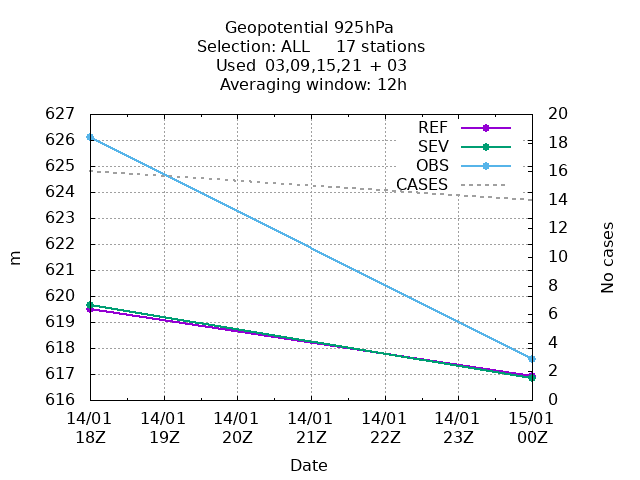 Geopotential 925hPa
Selection: ALL 17 stations
Used 03,09,15,21 + 03
Averaging window: 12h
627
626
625
624
623
622
621
620
619
618
617
616
m
20
18
16
14
12
10
8
6
4
2
0
No cases
REF
SEV
OBS
CASES
14/01 14/01 14/01 14/01 14/01 14/01 15/01
18Z 19Z 20Z 21Z 22Z 23Z 00Z
Date